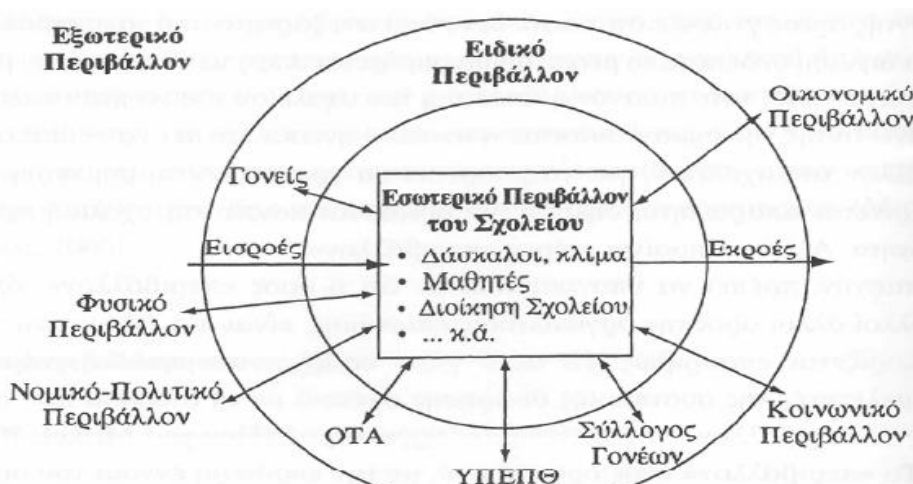 Εξωτερικό
Περιβάλλον
Ειδικό
Περιβάλλον
Οικονομικό
Περιβάλλον
Γονείς
Εσωτερικό Περιβάλλον
του Σχολείου
• Δάσκαλοι, κλίμα
Μαθητές
• Διοίκηση Σχολείου
• ... κ.ά.
Εισροές
Εκροές
Φυσικό
Περιβάλλον
Νομικό-Πολιτικό
Περιβάλλον
ΟΤΑ
ΥΠΕΠΘ
Σύλλογος
Γονέων
Κοινωνικό
Περιβάλλον